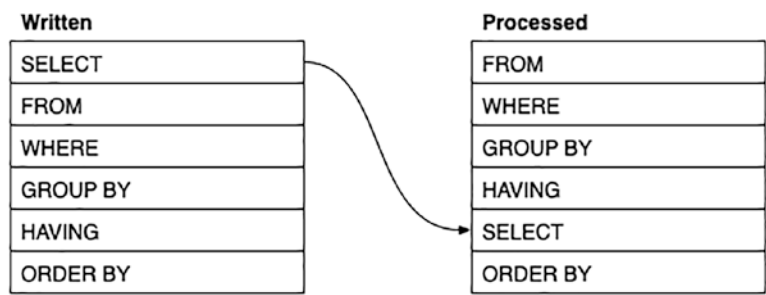 Written
SELECT
FROM
WHERE
GROUP BY
HAVING
ORDER BY
Processed
FROM
WHERE
GROUP BY
HAVING
SELECT
ORDER BY